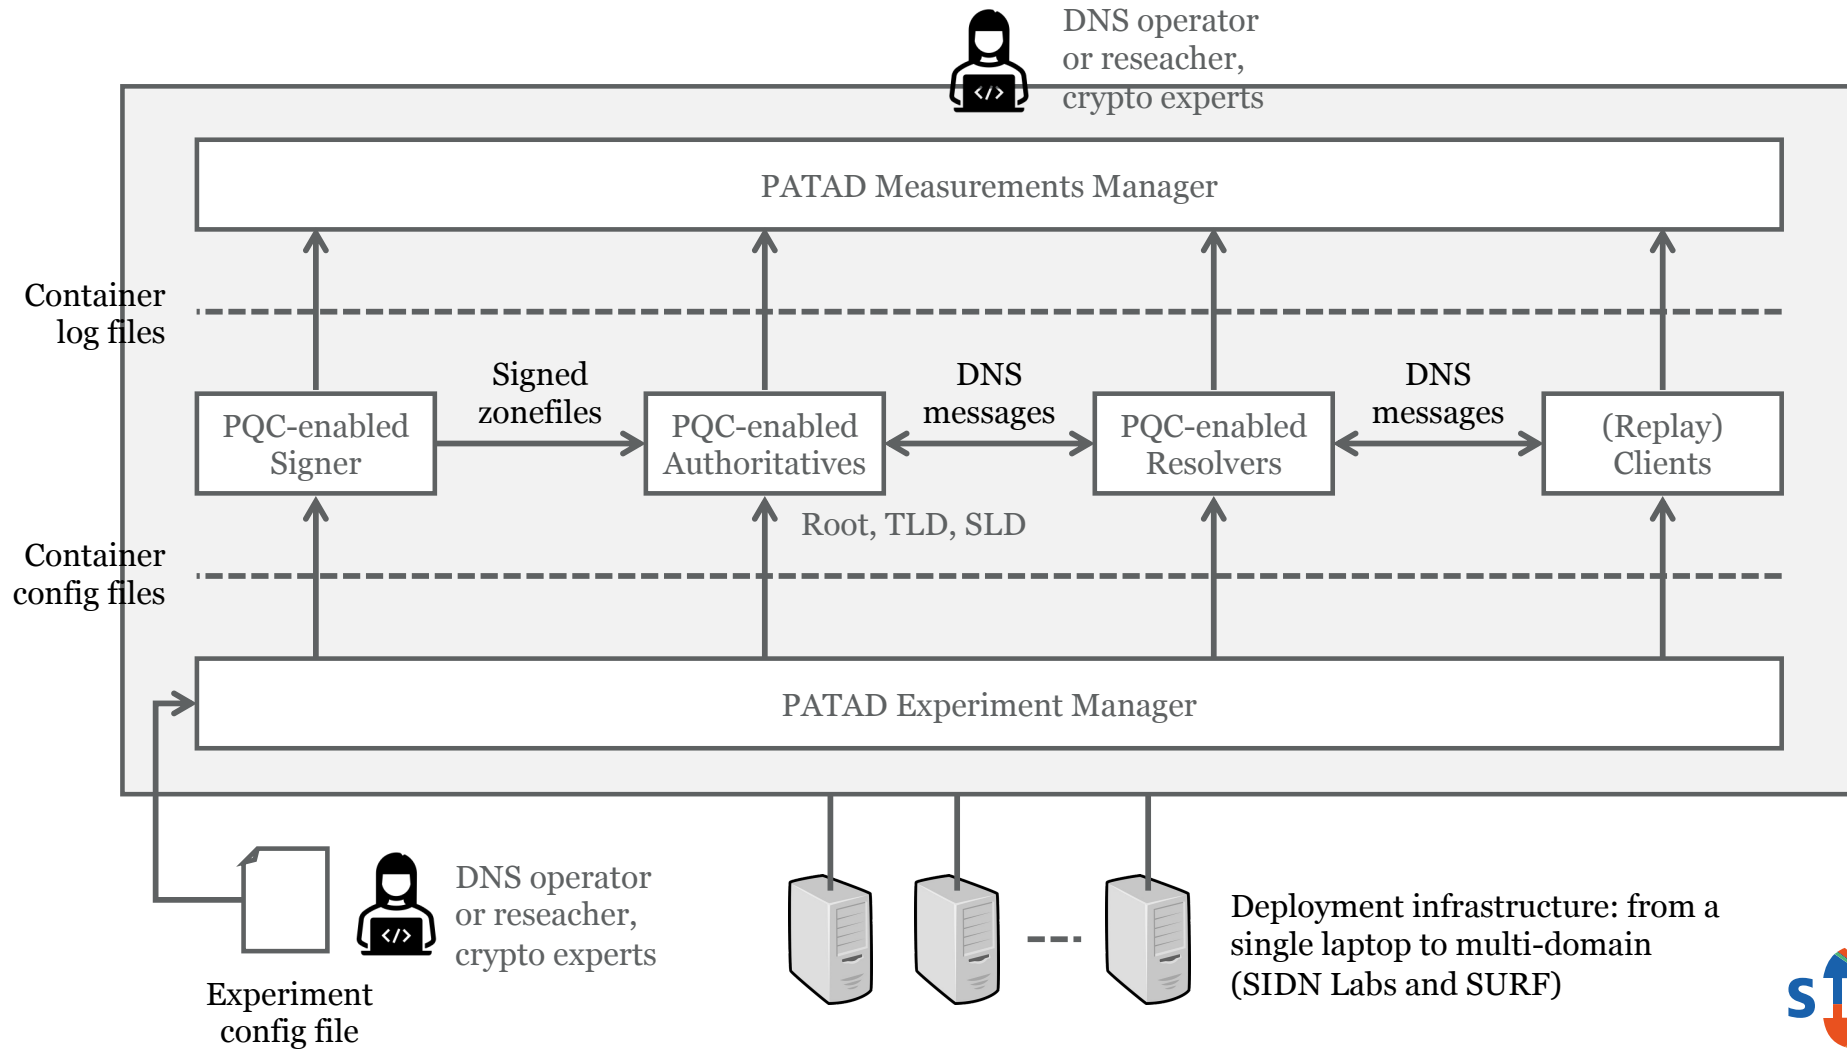 DNS operator
or reseacher,
crypto experts
</>
PATAD Measurements Manager
Container
log files
Signed
zonefiles
DNS
messages
DNS
messages
PQC-enabled
Signer
PQC-enabled
Authoritatives
PQC-enabled
Resolvers
(Replay)
Clients
Root, TLD, SLD
Container
config files
PATAD Experiment Manager
DNS operator
or reseacher,
crypto experts
</>
Experiment
config file
Deployment infrastructure: from a
single laptop to multi-domain
(SIDN Labs and SURF)